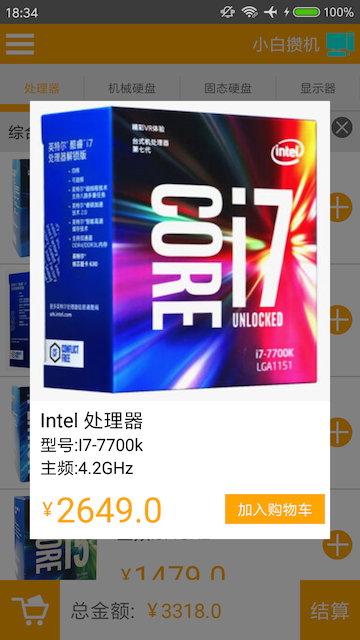 18:34
100%
小白攒机
处理器
机械硬盘
固态硬盘
显示器
综合
精彩VR体验
台式机处理器
第七代
英特尔 酷睿 i7
处理器解锁版
intel
CORE
i7
UNLOCKED
i7-7700K
LGA1151
CONFLICT
FREE
Intel 处理器
型号:I7-7700k
主频:4.2GHz
¥2649.0
加入购物车
CORE i5
¥1479.0
总金额:
¥3318.0
结算